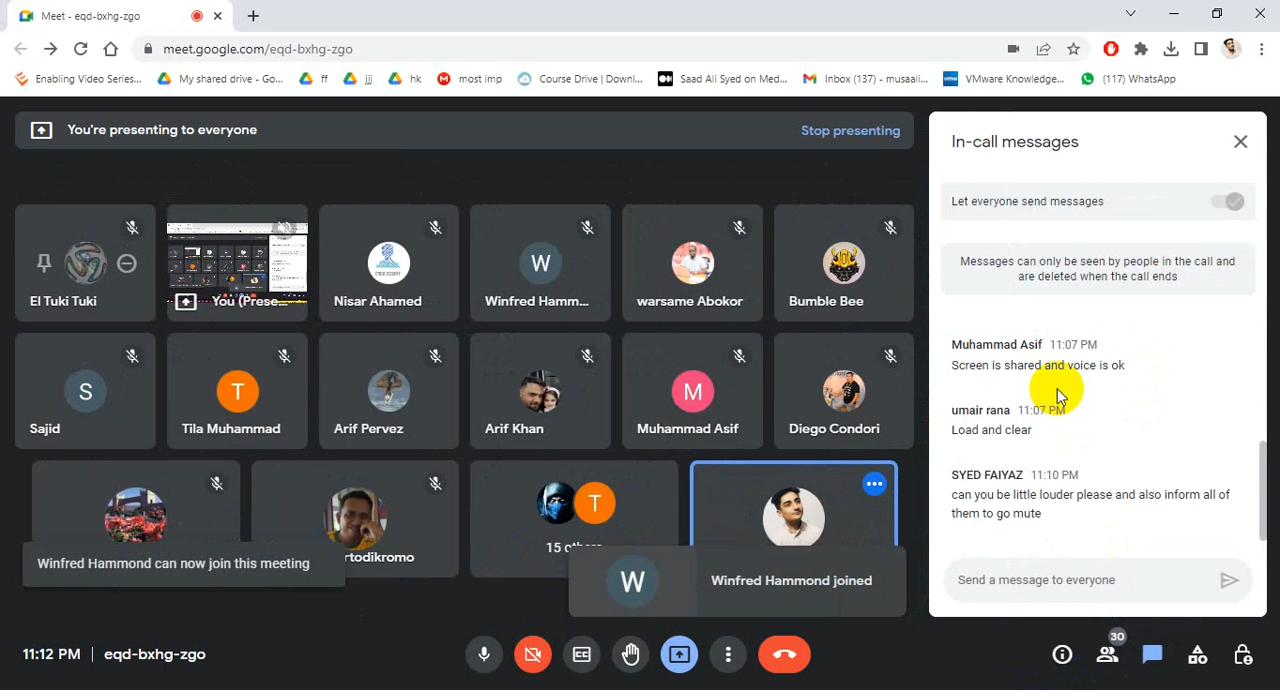 Meet - eqd-bxhg-zgo
meet.google.com/eqd-bxhg-zgo
Enabling Video Series...
My shared drive - Go...
ff
jjj
hk
most imp
Course Drive | Downl...
Saad Ali Syed on Med...
Inbox (137) - musaali...
VMware Knowledge...
(117) WhatsApp
You're presenting to everyone
Stop presenting
El Tuki Tuki
You (Prese...
Nisar Ahamed
W
Winfred Hamm...
warsame Abokor
Bumble Bee
S
Sajid
T
Tila Muhammad
Arif Pervez
Arif Khan
M
Muhammad Asif
Diego Condori
rtodikromo
T
15 others
Winfred Hammond can now join this meeting
W
Winfred Hammond joined
In-call messages
Let everyone send messages
Messages can only be seen by people in the call and
are deleted when the call ends
Muhammad Asif 11:07 PM
Screen is shared and voice is ok
umair rana 11:07 PM
Load and clear
SYED FAIYAZ 11:10 PM
can you be little louder please and also inform all of
them to go mute
Send a message to everyone
11:12 PM | eqd-bxhg-zgo
30